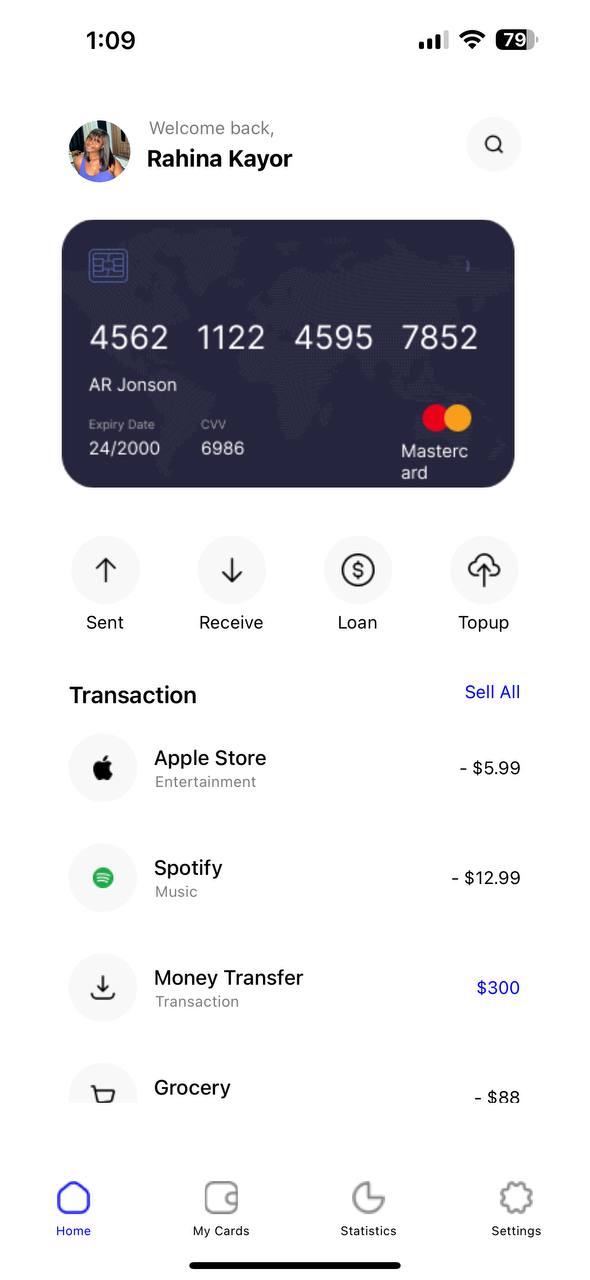 1:09
79
Welcome back,
Rahina Kayor
4562 1122 4595 7852
AR Jonson
Expiry Date CVV
24/2000 6986
Masterc
ard
Sent Receive Loan Topup
Transaction Sell All
Apple Store
Entertainment
- $5.99
Spotify
Music
- $12.99
Money Transfer
Transaction
$300
Grocery
- $88
Home My Cards Statistics Settings